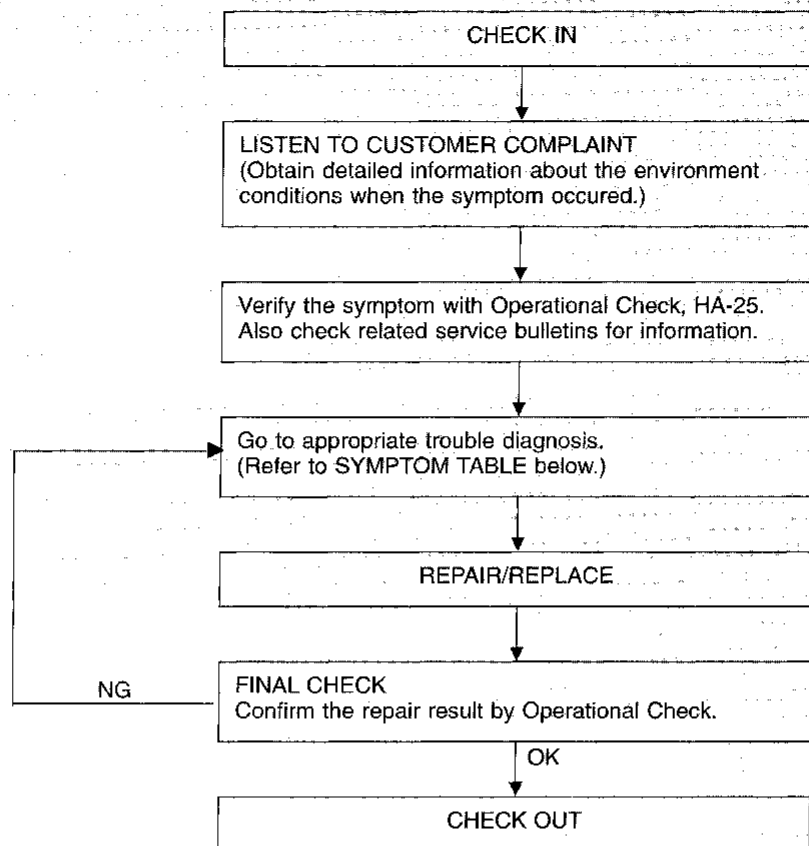 CHECK IN
LISTEN TO CUSTOMER COMPLAINT
(Obtain detailed information about the environment
conditions when the symptom occured.)
Verify the symptom with Operational Check, HA-25.
Also check related service bulletins for information.
Go to appropriate trouble diagnosis.
(Refer to SYMPTOM TABLE below.)
REPAIR/REPLACE
NG
FINAL CHECK
Confirm the repair result by Operational Check.
OK
CHECK OUT